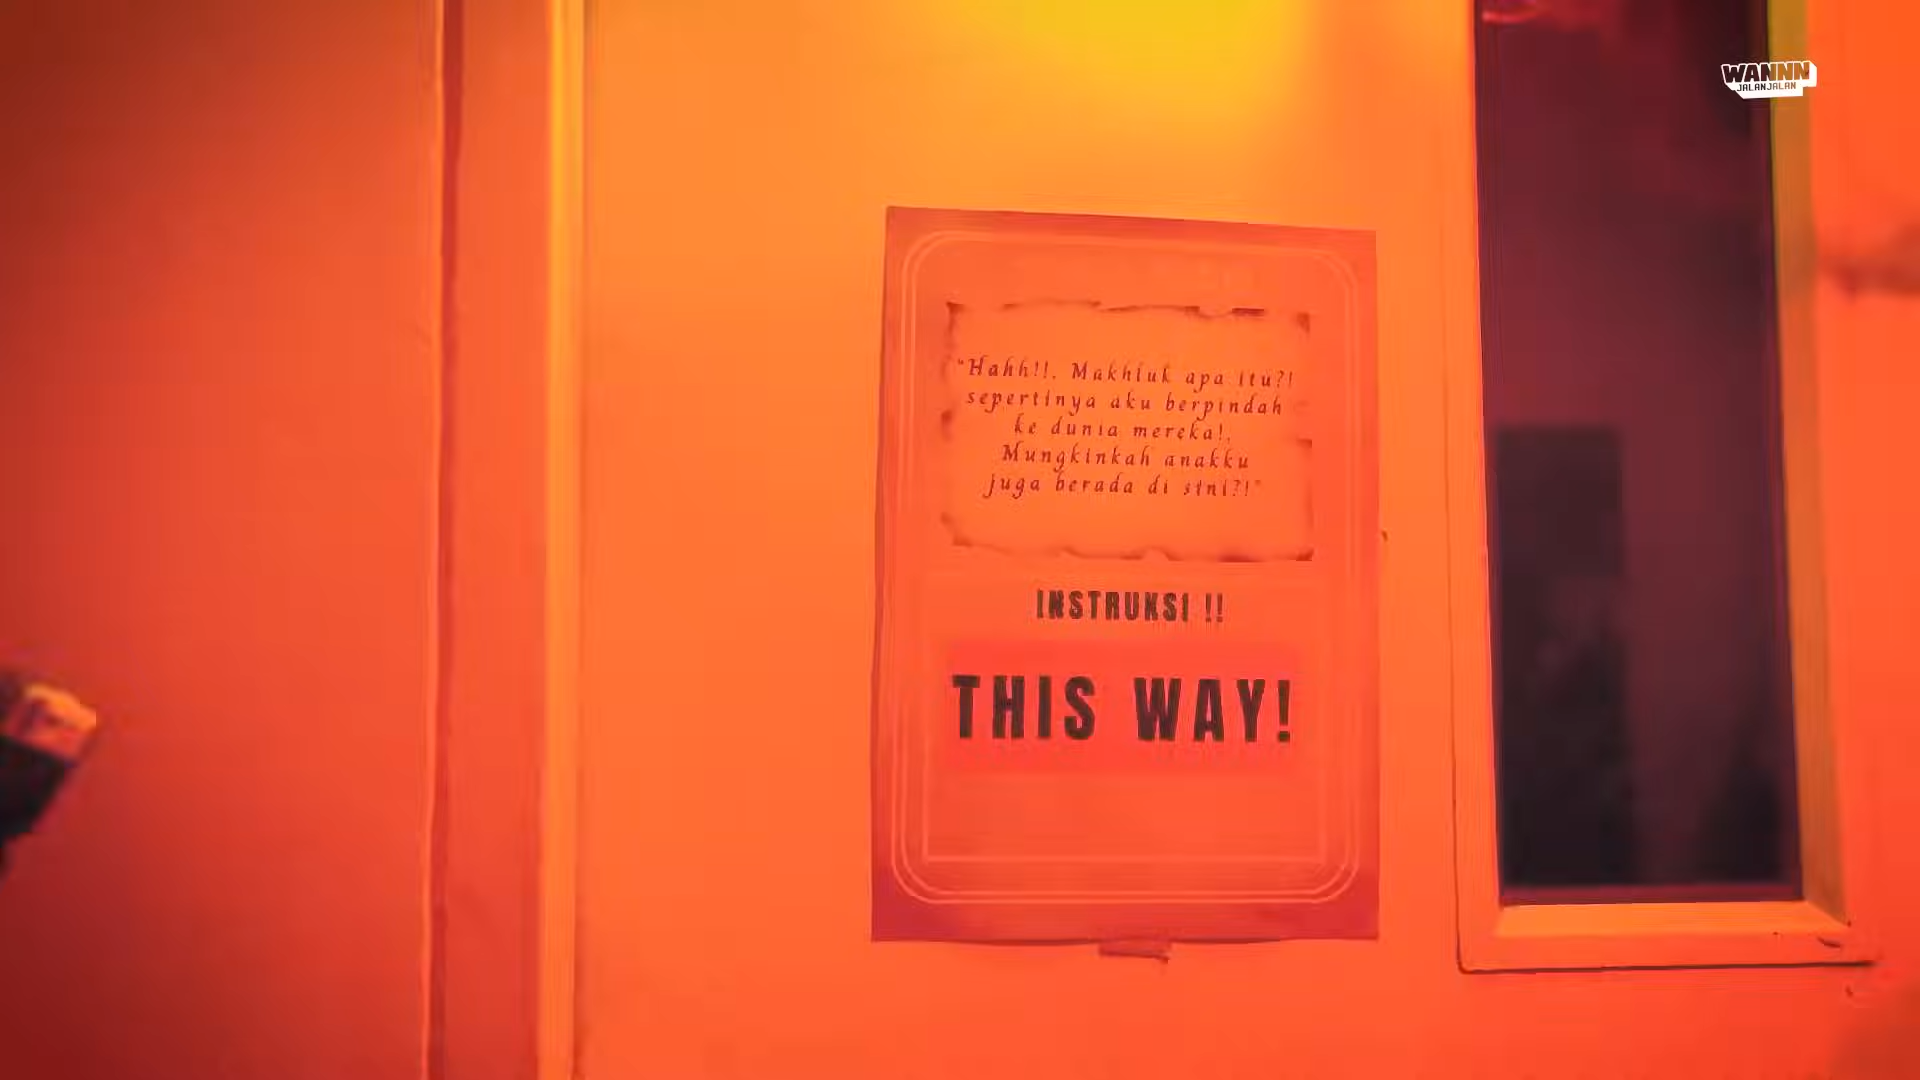 WANNN
JALANJALAN
"Hahh!!. Makhluk apa itu?!
sepertinya aku berpindah
ke dunia mereka!.
Mungkinkah anakku
juga berada di sini?!"
INSTRUKSI !!
THIS WAY!